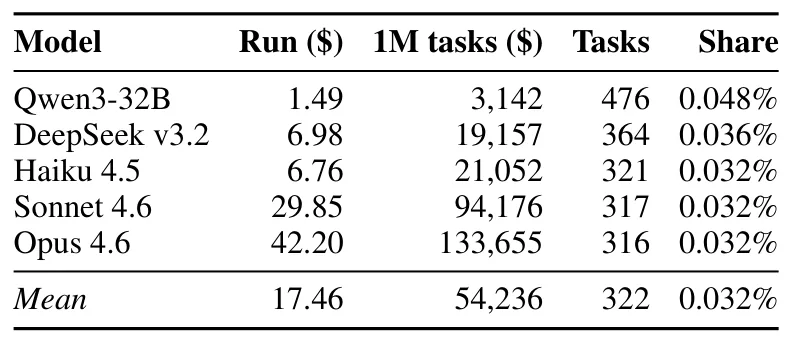 Model Run ($) 1M tasks ($) Tasks Share
Qwen3-32B 1.49 3,142 476 0.048%
DeepSeek v3.2 6.98 19,157 364 0.036%
Haiku 4.5 6.76 21,052 321 0.032%
Sonnet 4.6 29.85 94,176 317 0.032%
Opus 4.6 42.20 133,655 316 0.032%
Mean 17.46 54,236 322 0.032%